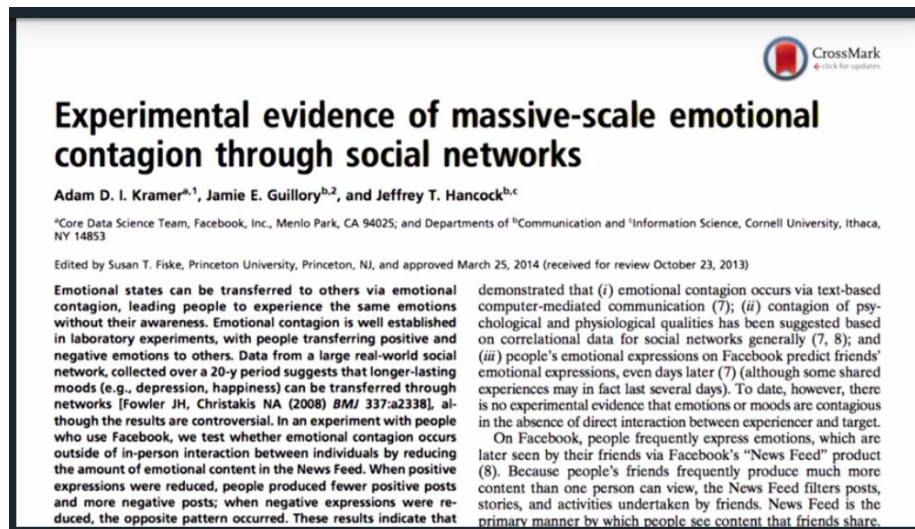 CrossMark
click for updates
Experimental evidence of massive-scale emotional
contagion through social networks
Adam D. I. Kramera,1, Jamie E. Guilloryb,2, and Jeffrey T. Hancockb,c
aCore Data Science Team, Facebook, Inc., Menlo Park, CA 94025; and Departments of bCommunication and cInformation Science, Cornell University, Ithaca,
NY 14853
Edited by Susan T. Fiske, Princeton University, Princeton, NJ, and approved March 25, 2014 (received for review October 23, 2013)
Emotional states can be transferred to others via emotional
contagion, leading people to experience the same emotions
without their awareness. Emotional contagion is well established
in laboratory experiments, with people transferring positive and
negative emotions to others. Data from a large real-world social
network, collected over a 20-y period suggests that longer-lasting
moods (e.g., depression, happiness) can be transferred through
networks [Fowler JH, Christakis NA (2008) BMJ 337:a2338], al-
though the results are controversial. In an experiment with people
who use Facebook, we test whether emotional contagion occurs
outside of in-person interaction between individuals by reducing
the amount of emotional content in the News Feed. When positive
expressions were reduced, people produced fewer positive posts
and more negative posts; when negative expressions were re-
duced, the opposite pattern occurred. These results indicate that
demonstrated that (i) emotional contagion occurs via text-based
computer-mediated communication (7); (ii) contagion of psy-
chological and physiological qualities has been suggested based
on correlational data for social networks generally (7, 8); and
(iii) people's emotional expressions on Facebook predict friends'
emotional expressions, even days later (7) (although some shared
experiences may in fact last several days). To date, however, there
is no experimental evidence that emotions or moods are contagious
in the absence of direct interaction between experiencer and target.
On Facebook, people frequently express emotions, which are
later seen by their friends via Facebook's "News Feed" product
(8). Because people's friends frequently produce much more
content than one person can view, the News Feed filters posts,
stories, and activities undertaken by friends. News Feed is the
primary manner by which people see content that friends share.